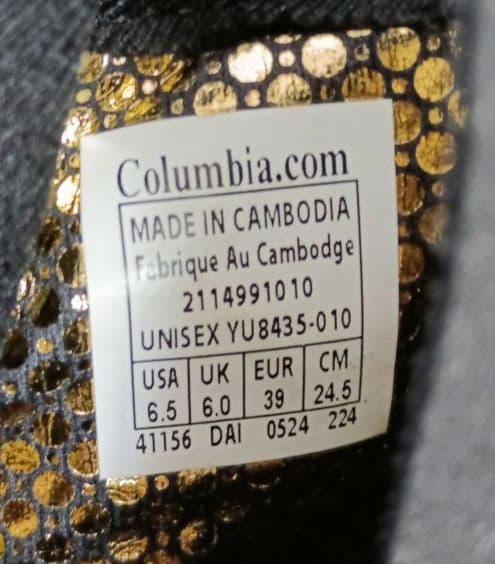 Columbia.com
MADE IN CAMBODIA
Fabrique Au Cambodge
2114991010
UNISEX YU8435-010
USA UK EUR CM
6.5 6.0 39 24.5
41156 DAI 0524 224